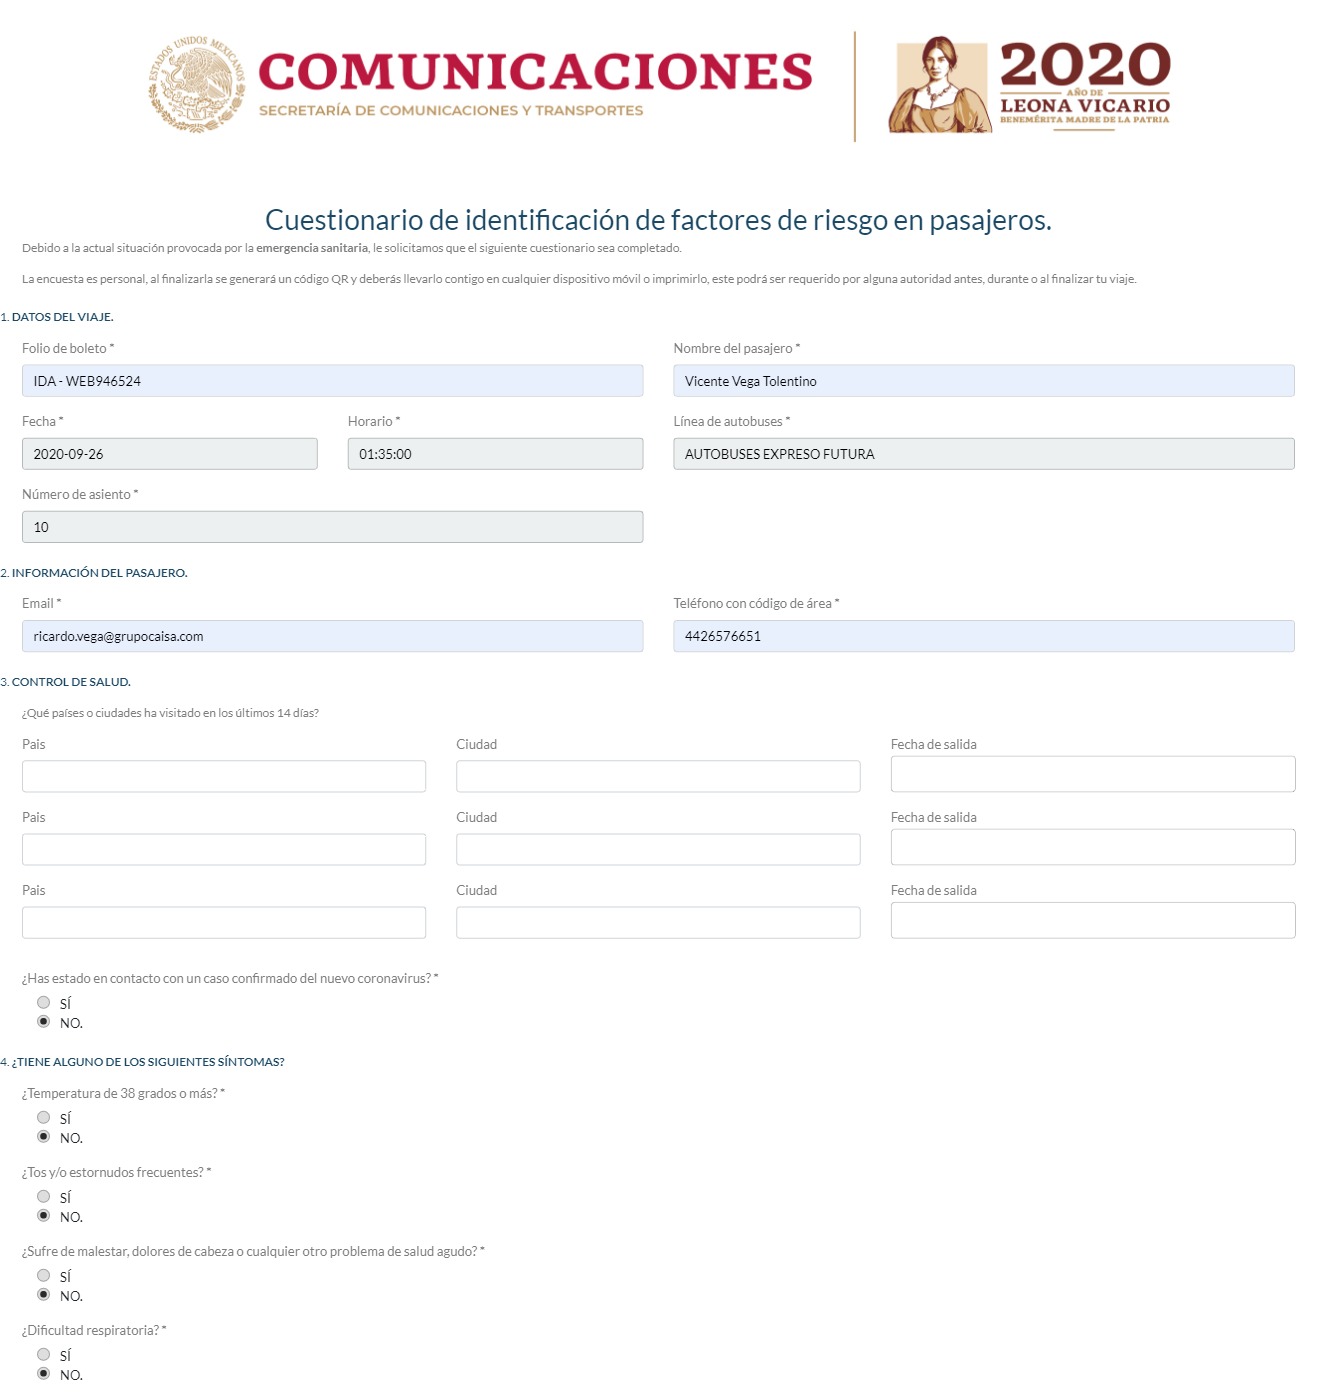 ESTADOS UNIDOS MEXICANOS
COMUNICACIONES
SECRETARÍA DE COMUNICACIONES Y TRANSPORTES
2020
AÑO DE
LEONA VICARIO
BENEMÉRITA MADRE DE LA PATRIA
Cuestionario de identificación de factores de riesgo en pasajeros.
Debido a la actual situación provocada por la emergencia sanitaria, le solicitamos que el siguiente cuestionario sea completado.
La encuesta es personal, al finalizarla se generará un código QR y deberás llevarlo contigo en cualquier dispositivo móvil o imprimirlo, este podrá ser requerido por alguna autoridad antes, durante o al finalizar tu viaje.
1. DATOS DEL VIAJE.
Folio de boleto * Nombre del pasajero *
IDA - WEB946524 Vicente Vega Tolentino
Fecha * Horario * Línea de autobuses *
2020-09-26 01:35:00 AUTOBUSES EXPRESO FUTURA
Número de asiento *
10
2. INFORMACIÓN DEL PASAJERO.
Email * Teléfono con código de área *
ricardo.vega@grupocaisa.com 4426576651
3. CONTROL DE SALUD.
¿Qué países o ciudades ha visitado en los últimos 14 días?
Pais Ciudad Fecha de salida
Pais Ciudad Fecha de salida
Pais Ciudad Fecha de salida
¿Has estado en contacto con un caso confirmado del nuevo coronavirus? *
SÍ
NO.
4. ¿TIENE ALGUNO DE LOS SIGUIENTES SÍNTOMAS?
¿Temperatura de 38 grados o más? *
SÍ
NO.
¿Tos y/o estornudos frecuentes? *
SÍ
NO.
¿Sufre de malestar, dolores de cabeza o cualquier otro problema de salud agudo? *
SÍ
NO.
¿Dificultad respiratoria? *
SÍ
NO.